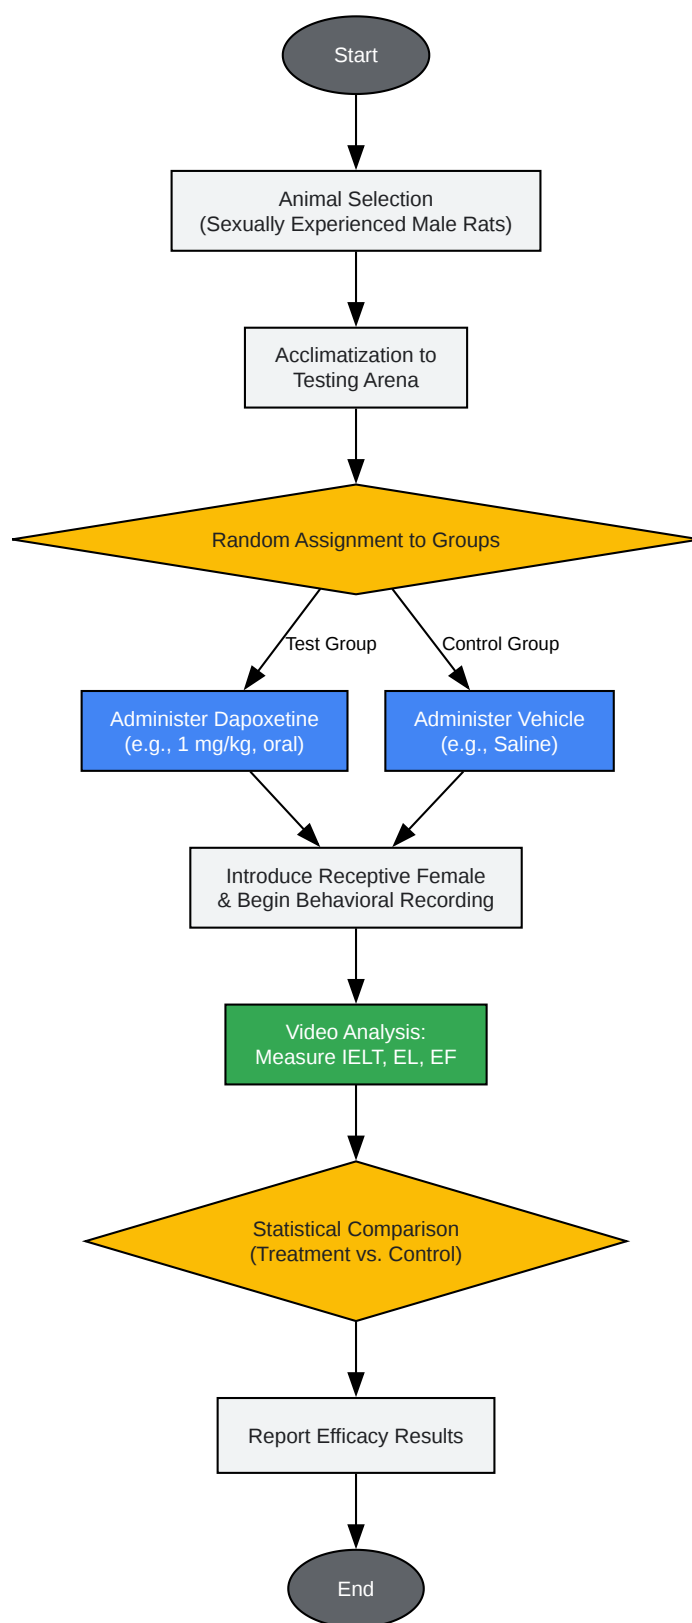 Start
Animal Selection
(Sexually Experienced Male Rats)
Acclimatization to
Testing Arena
Random Assignment to Groups
Test Group
Control Group
Administer Dapoxetine
(e.g., 1 mg/kg, oral)
Administer Vehicle
(e.g., Saline)
Introduce Receptive Female
& Begin Behavioral Recording
Video Analysis:
Measure IELT, EL, EF
Statistical Comparison
(Treatment vs. Control)
Report Efficacy Results
End